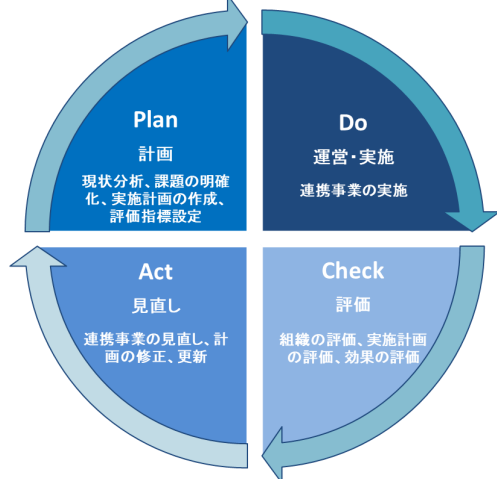 Plan
計画
現状分析、課題の明確
化、実施計画の作成、
評価指標設定
Do
運営・実施
連携事業の実施
Act
見直し
連携事業の見直し、計
画の修正、更新
Check
評価
組織の評価、実施計画
の評価、効果の評価